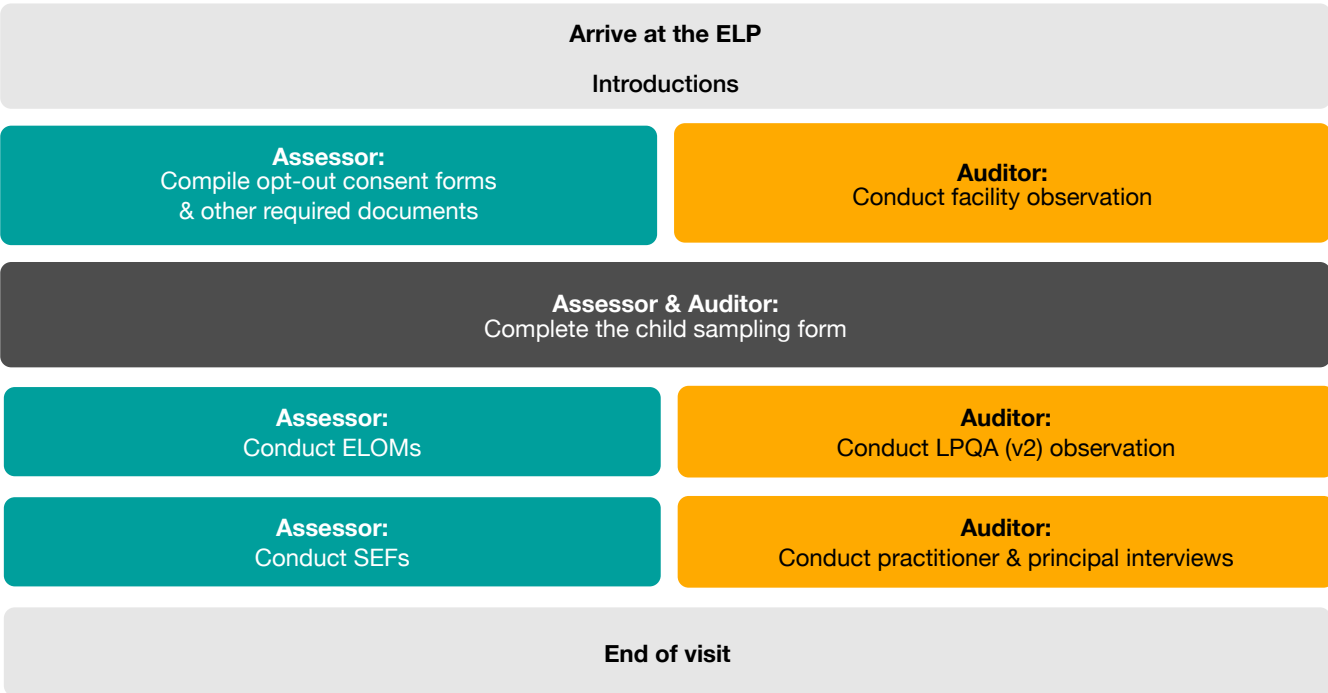 Arrive at the ELP
Introductions
Assessor:
Compile opt-out consent forms
& other required documents
Auditor:
Conduct facility observation
Assessor & Auditor:
Complete the child sampling form
Assessor:
Conduct ELOMs
Auditor:
Conduct LPQA (v2) observation
Assessor:
Conduct SEFs
Auditor:
Conduct practitioner & principal interviews
End of visit